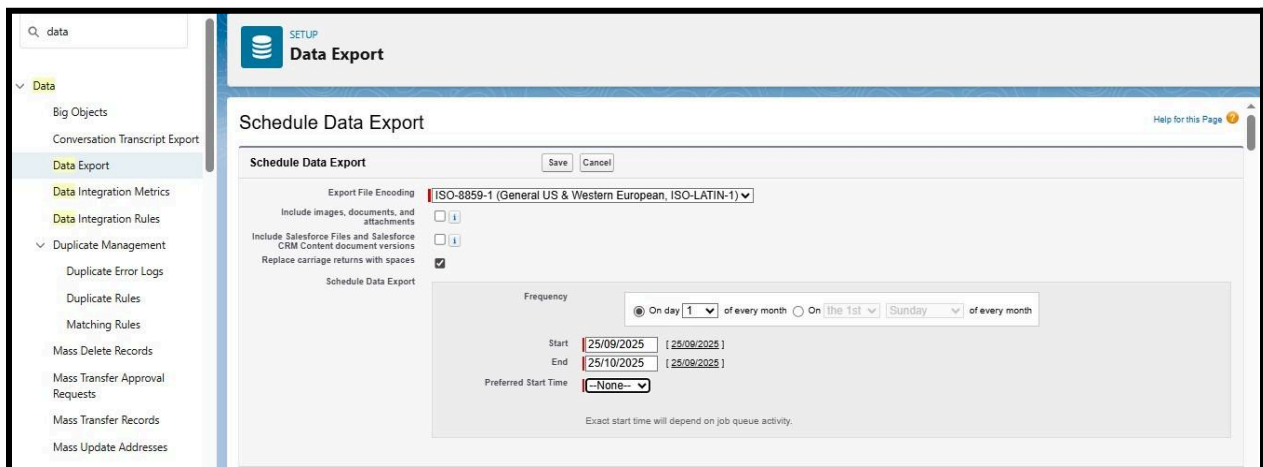 data
Data
Big Objects
Conversation Transcript Export
Data Export
Data Integration Metrics
Data Integration Rules
Duplicate Management
Duplicate Error Logs
Duplicate Rules
Matching Rules
Mass Delete Records
Mass Transfer Approval
Requests
Mass Transfer Records
Mass Update Addresses
SETUP
Data Export
Schedule Data Export
Help for this Page
Schedule Data Export Save Cancel
Export File Encoding ISO-8859-1 (General US & Western European, ISO-LATIN-1)
Include images, documents, and
attachments
Include Salesforce Files and Salesforce
CRM Content document versions
Replace carriage returns with spaces
Schedule Data Export
Frequency
On day 1 of every month On the 1st Sunday of every month
Start 25/09/2025 [ 25/09/2025 ]
End 25/10/2025 [ 25/09/2025 ]
Preferred Start Time --None--
Exact start time will depend on job queue activity.